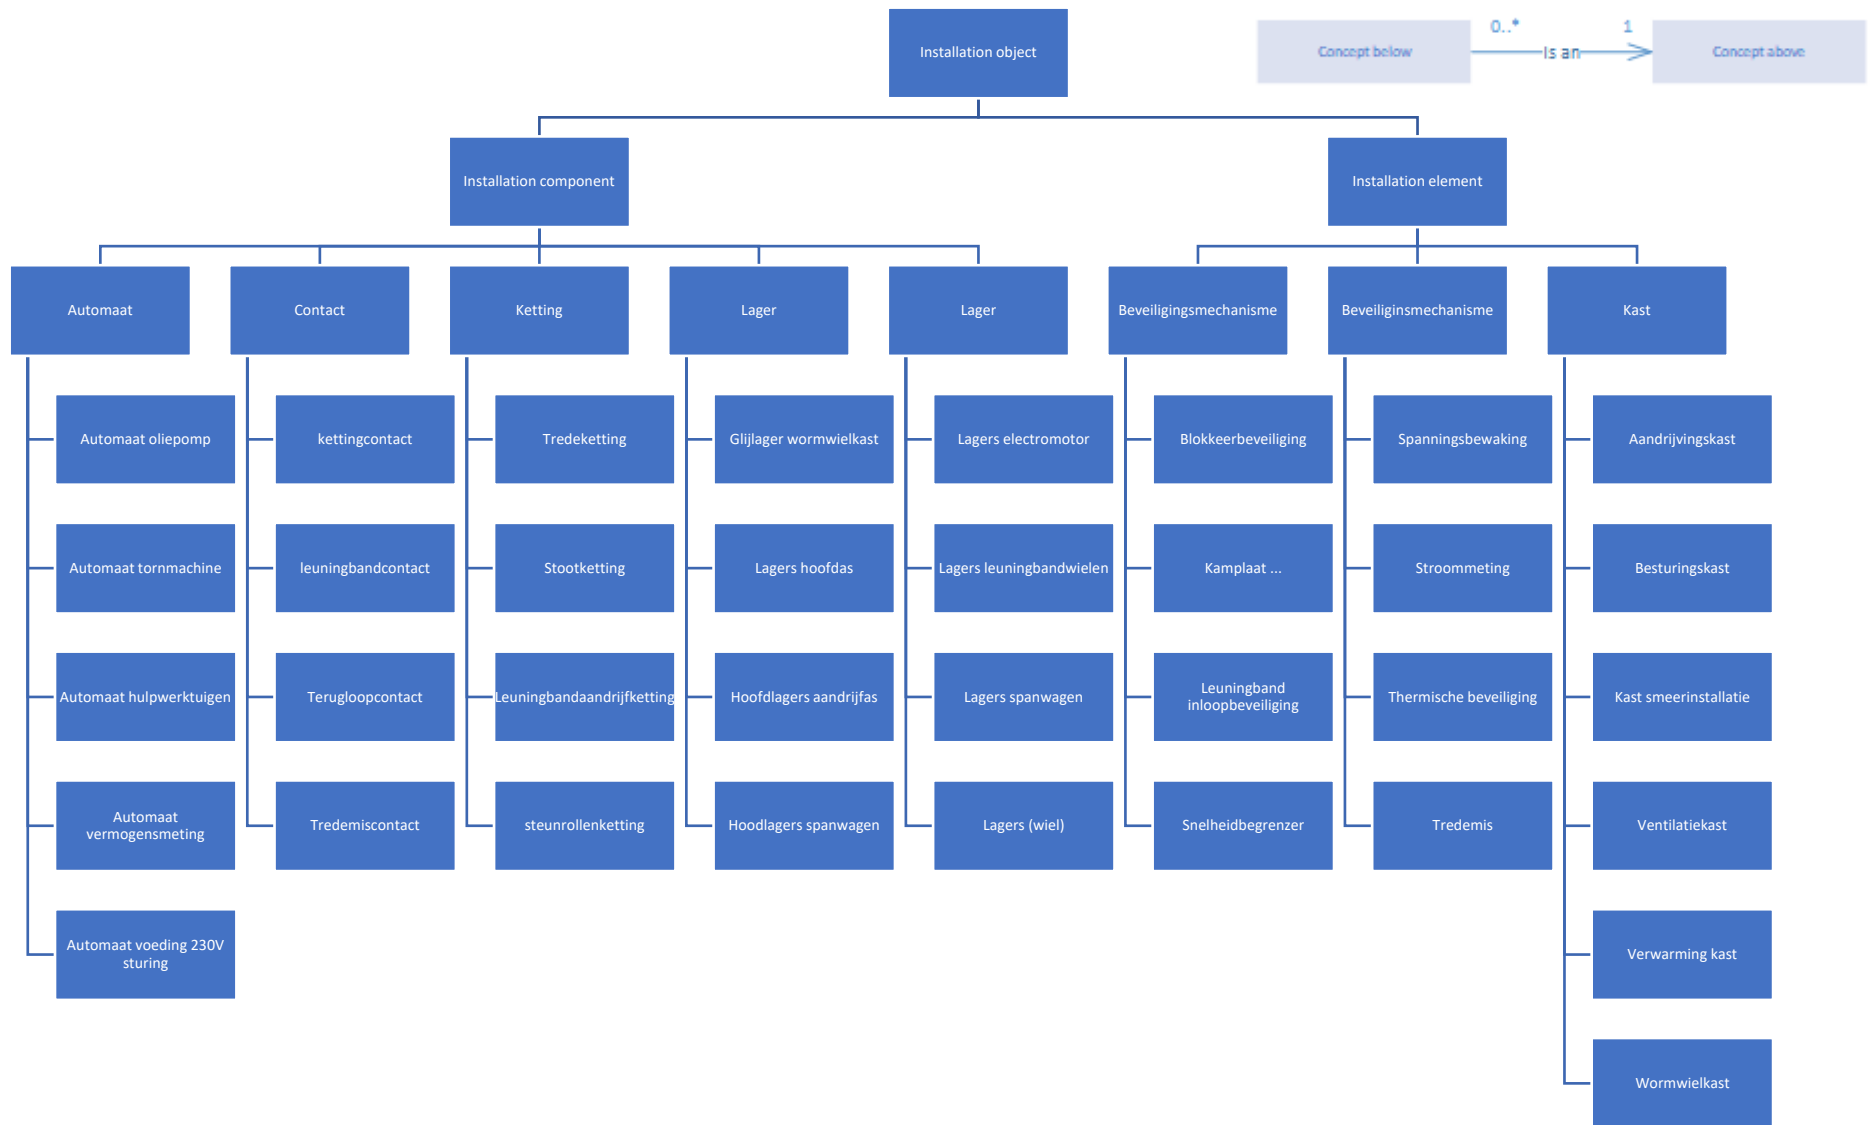 Installation object
0..*
1
Concept below
Is an
Concept above
Installation component
Installation element
Automaat
Contact
Ketting
Lager
Lager
Beveiligingsmechanisme
Beveiliginsmechanisme
Kast
Automaat oliepomp
kettingcontact
Tredeketting
Glijlager wormwielkast
Lagers electromotor
Blokkeerbeveiliging
Spanningsbewaking
Aandrijvingskast
Automaat tornmachine
leuningbandcontact
Stootketting
Lagers hoofdas
Lagers leuningbandwielen
Kamplaat ...
Stroommeting
Besturingskast
Automaat hulpwerktuigen
Terugloopcontact
Leuningbandaandrijfketting
Hoofdlagers aandrijfas
Lagers spanwagen
Leuningband
inloopbeveiliging
Thermische beveiliging
Kast smeerinstallatie
Automaat
vermogensmeting
Tredemiscontact
steunrollenketting
Hoodlagers spanwagen
Lagers (wiel)
Snelheidbegrenzer
Tredemis
Ventilatiekast
Automaat voeding 230V
sturing
Verwarming kast
Wormwielkast